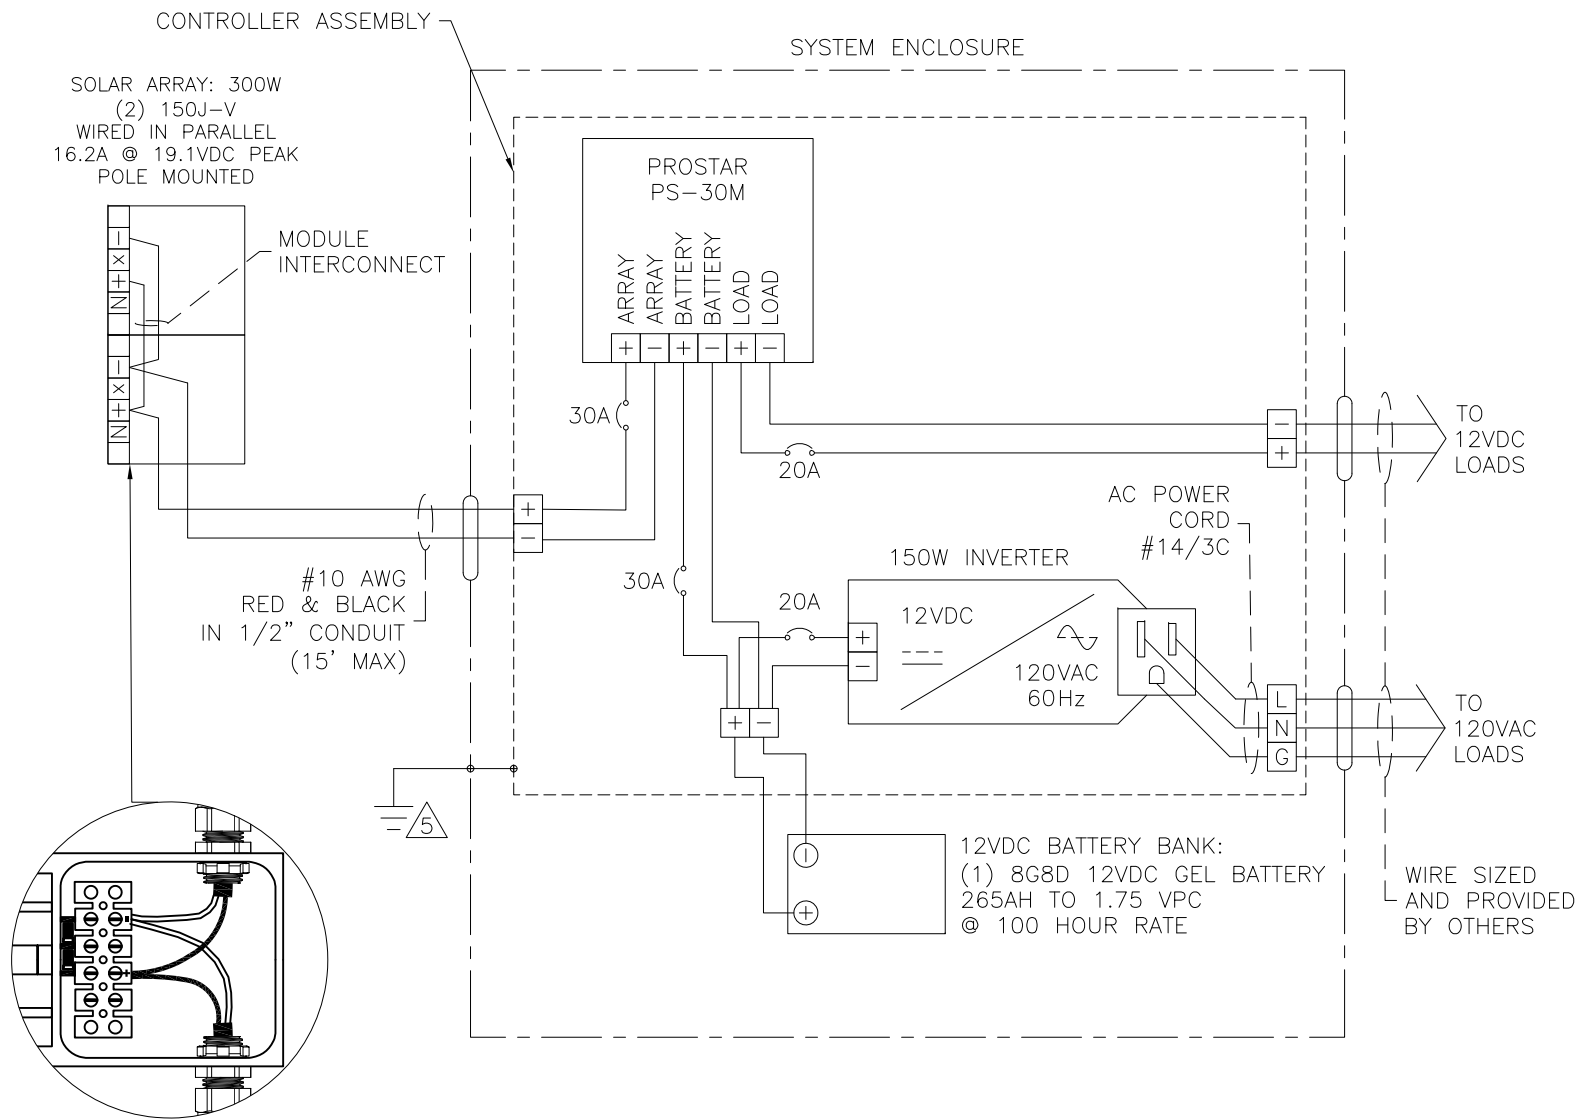 CONTROLLER ASSEMBLY
SYSTEM ENCLOSURE
SOLAR ARRAY: 300W
(2) 150J-V
WIRED IN PARALLEL
16.2A @ 19.1VDC PEAK
POLE MOUNTED
MODULE
INTERCONNECT
-
x
+
N
-
x
+
N
PROSTAR
PS-30M
ARRAY
ARRAY
BATTERY
BATTERY
LOAD
LOAD
+ - + - + -
30A
20A
-
+
TO
12VDC
LOADS
+
-
#10 AWG
RED & BLACK
IN 1/2" CONDUIT
(15' MAX)
30A
20A
150W INVERTER
+
-
12VDC
120VAC
60Hz
AC POWER
CORD
#14/3C
L
N
G
TO
120VAC
LOADS
+ -
5
-
+
12VDC BATTERY BANK:
(1) 8G8D 12VDC GEL BATTERY
265AH TO 1.75 VPC
@ 100 HOUR RATE
WIRE SIZED
AND PROVIDED
BY OTHERS
-
+